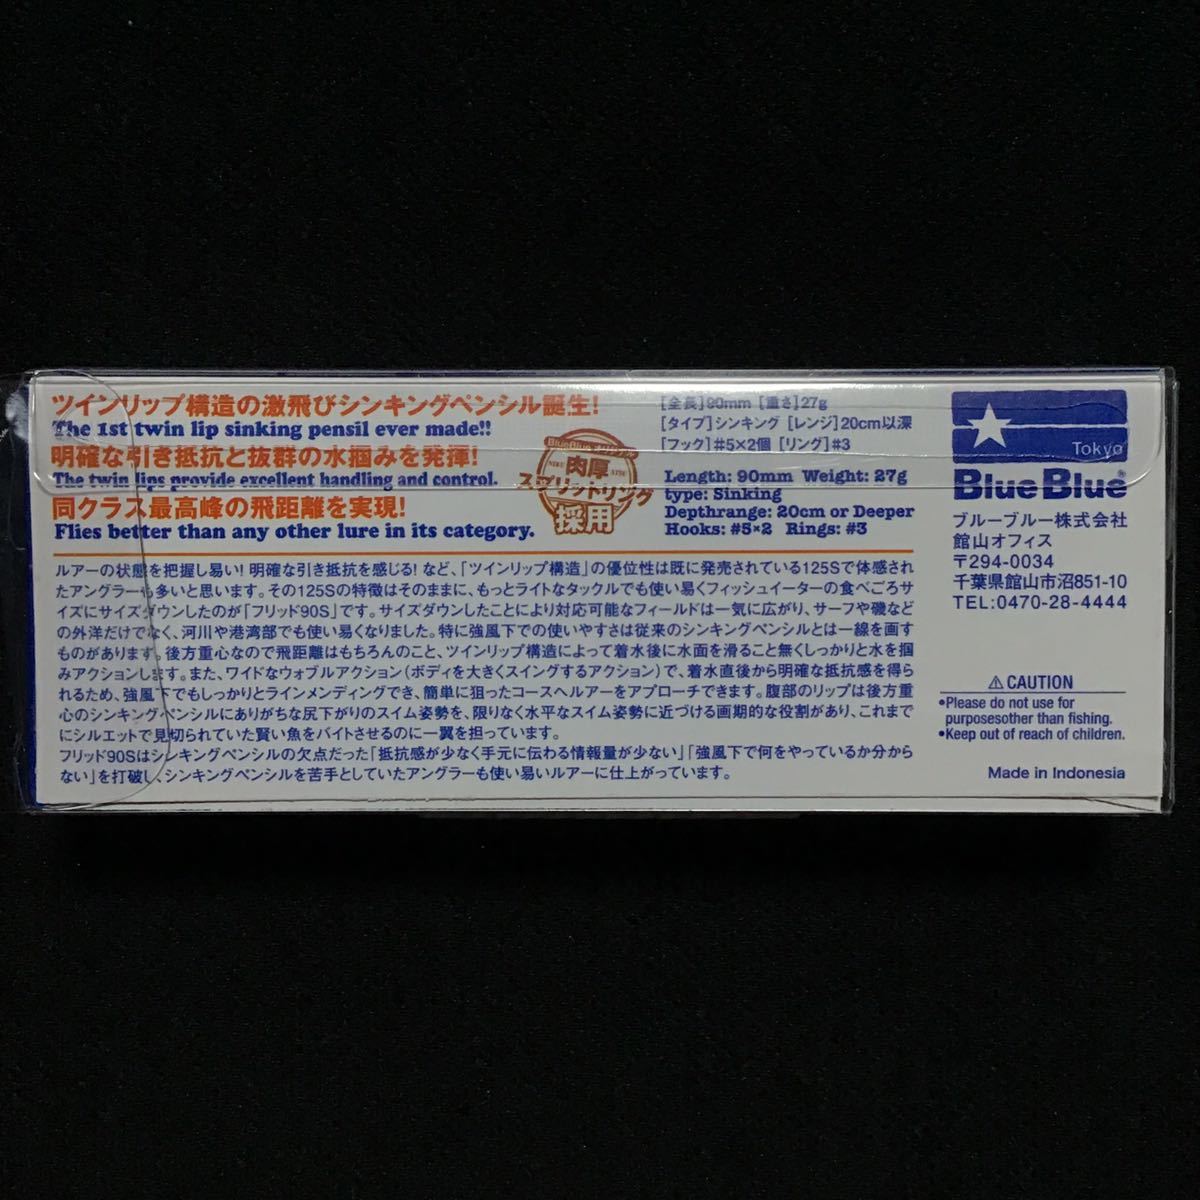 ツインリップ構造の激飛びシンキングペンシル誕生!
The 1st twin lip sinking pensil ever made!!
明確な引き抵抗と抜群の水掴みを発揮!
The twin lips provide excellent handling and control.
同クラス最高峰の飛距離を実現!
Flies better than any other lure in its category.
BlueBlue オリジナル
肉厚
スプリットリング
採用
[全長]90mm [重さ]27g
[タイプ]シンキング [レンジ]20cm以深
[フック]#5×2個 [リング]#3
Length: 90mm Weight: 27g
type: Sinking
Depthrange: 20cm or Deeper
Hooks: #5×2 Rings: #3
ルアーの状態を把握し易い! 明確な引き抵抗を感じる! など、「ツインリップ構造」の優位性は既に発売されている125Sで体感され
たアングラーも多いと思います。その125Sの特徴はそのままに、もっとライトなタックルでも使い易くフィッシュイーターの食べごろサ
イズにサイズダウンしたのが「フリッド90S」です。サイズダウンしたことにより対応可能なフィールドは一気に広がり、サーフや磯など
の外洋だけでなく、河川や港湾部でも使い易くなりました。特に強風下での使いやすさは従来のシンキングペンシルとは一線を画す
ものがあります。後方重心なので飛距離はもちろんのこと、ツインリップ構造によって着水後に水面を滑ること無くしっかりと水を掴
みアクションします。また、ワイドなウォブルアクション(ボディを大きくスイングするアクション)で、着水直後から明確な抵抗感を得ら
れるため、強風下でもしっかりとラインメンディングでき、簡単に狙ったコースへルアーをアプローチできます。腹部のリップは後方重
心のシンキングペンシルにありがちな尻下がりのスイム姿勢を、限りなく水平なスイム姿勢に近づける画期的な役割があり、これまで
にシルエットで見切られていた賢い魚をバイトさせるのに一翼を担っています。
フリッド90Sはシンキングペンシルの欠点だった「抵抗感が少なく手元に伝わる情報量が少ない」「強風下で何をやっているか分から
ない」を打破し、シンキングペンシルを苦手としていたアングラーも使い易いルアーに仕上がっています。
Tokyo
BlueBlue®
ブルーブルー株式会社
館山オフィス
〒294-0034
千葉県館山市沼851-10
TEL:0470-28-4444
⚠CAUTION
•Please do not use for
purposesother than fishing.
•Keep out of reach of children.
Made in Indonesia